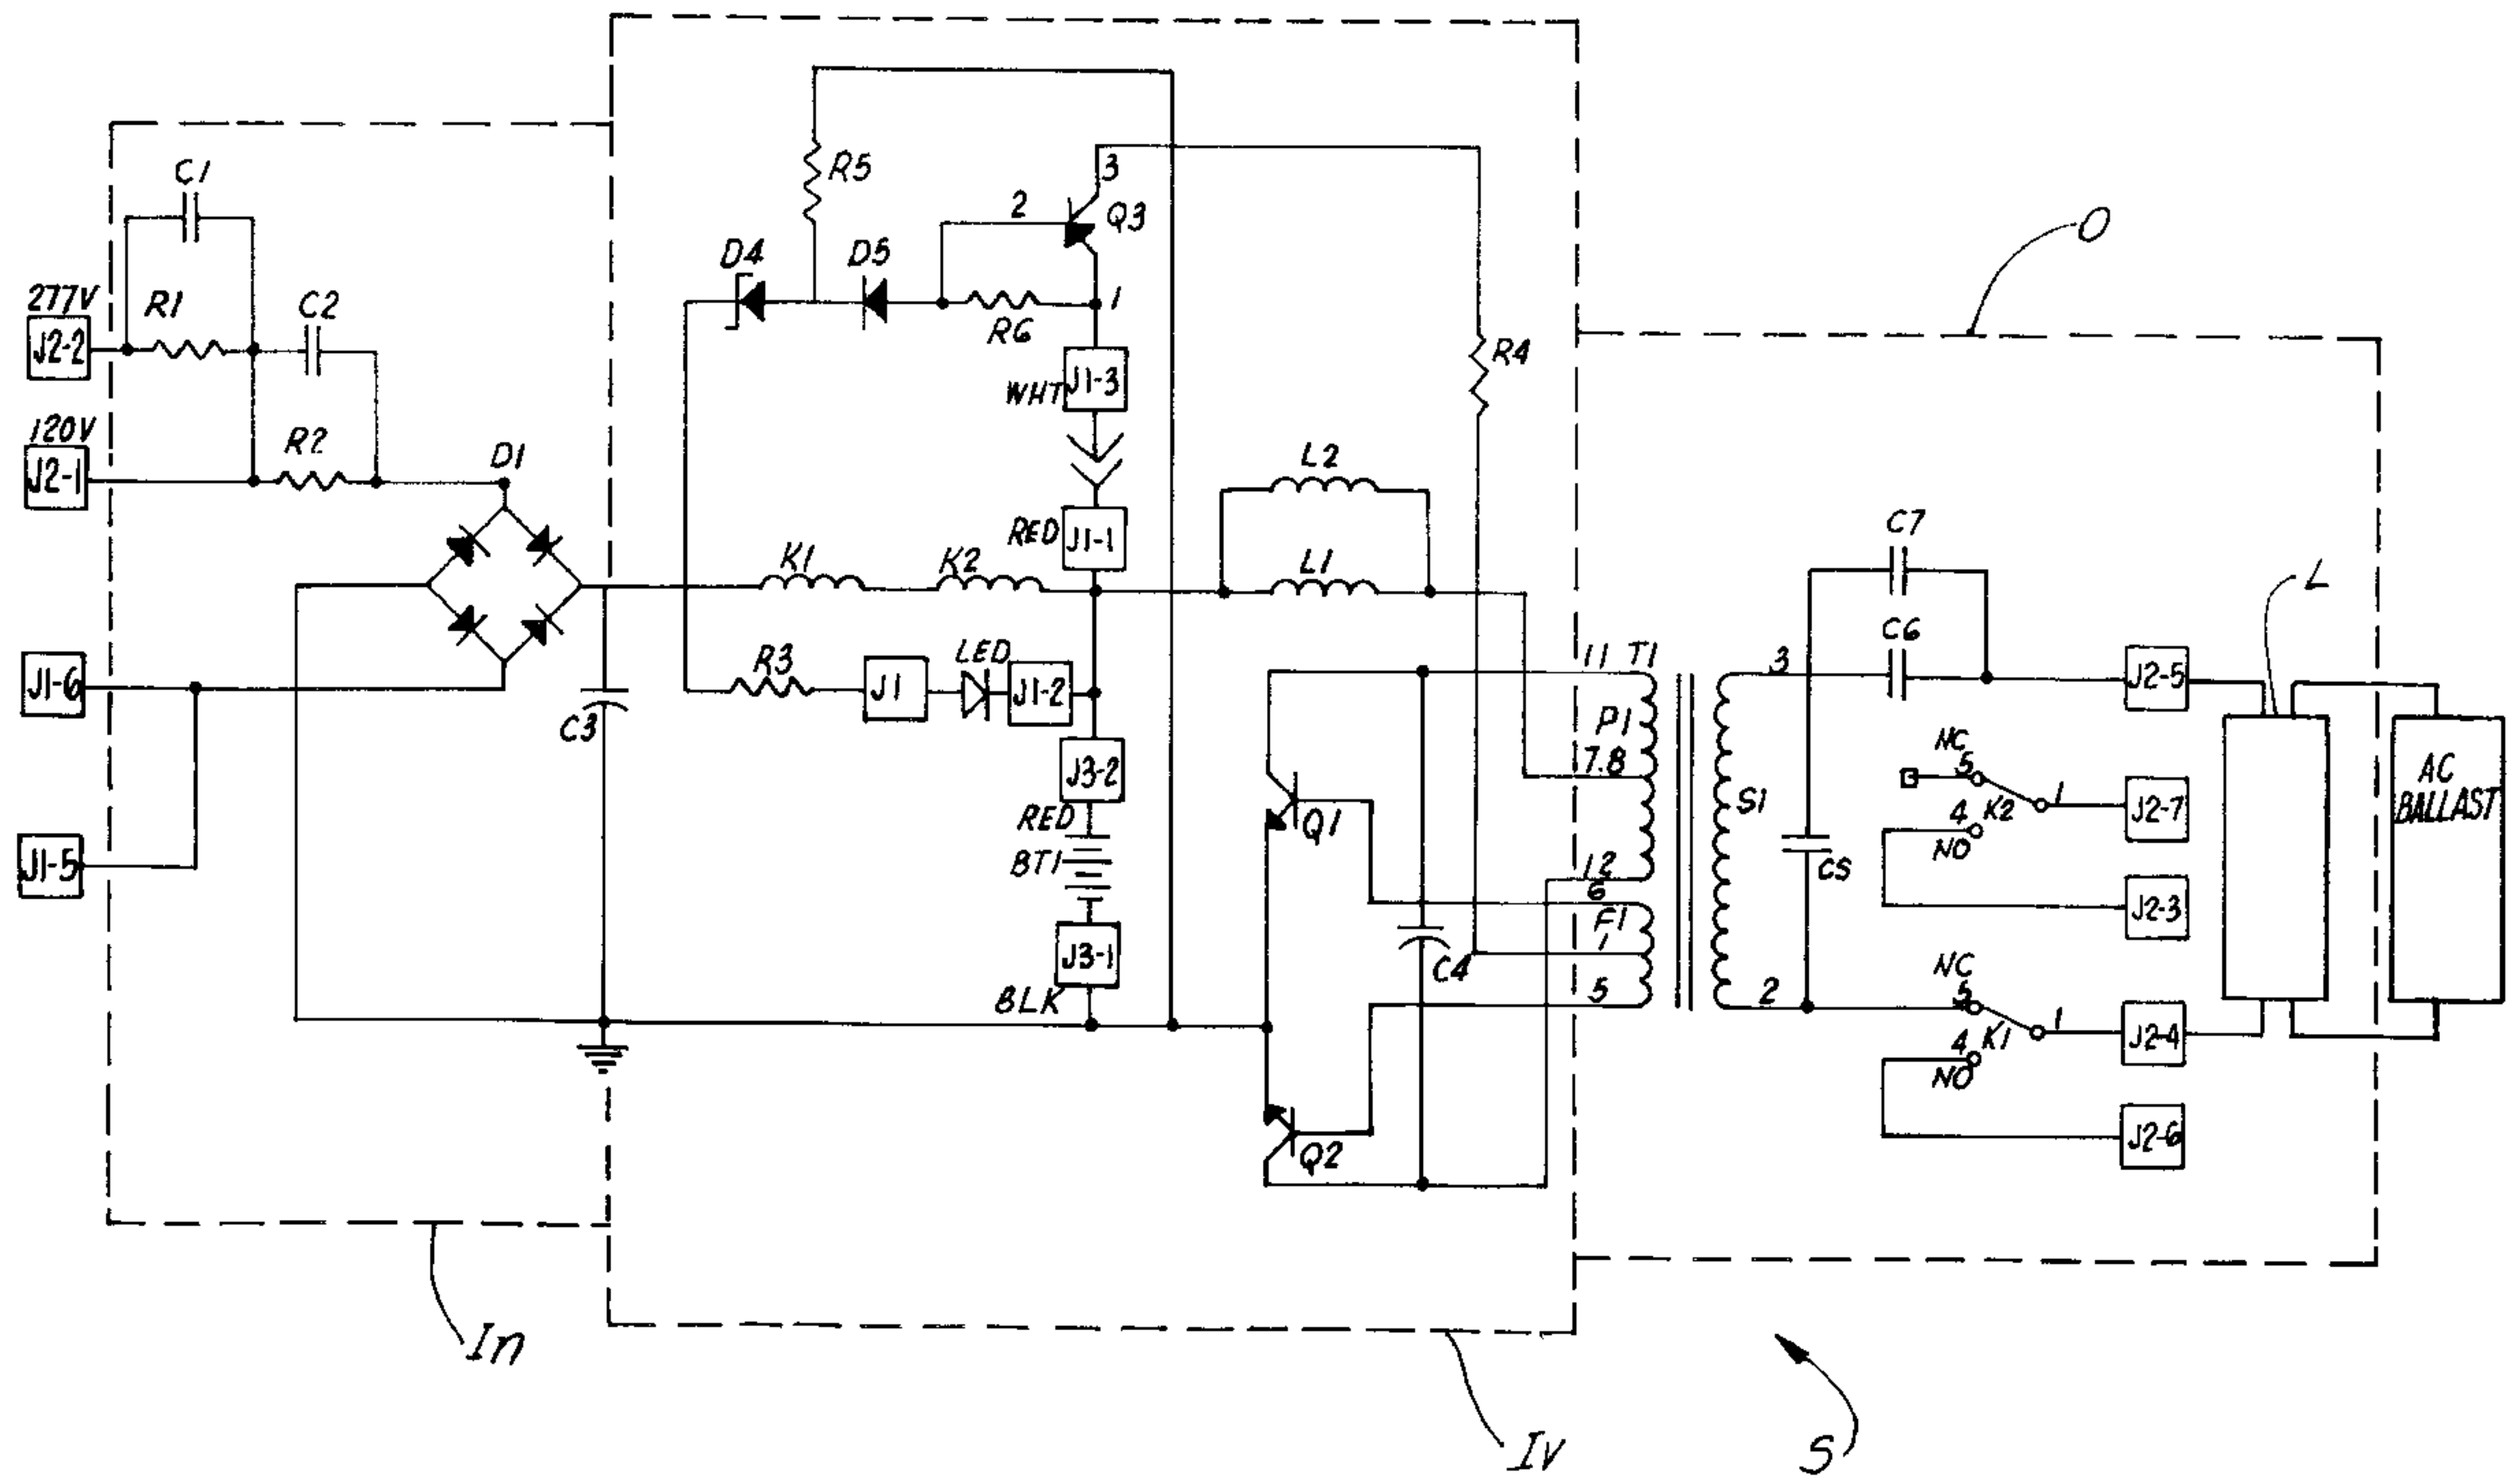 C1
R5
3
2
Q3
D4
D5
1
R6
277V
J2-2
R1
C2
J1-3
WHT
R4
O
120V
J2-1
R2
D1
L2
RED
J1-1
K1
K2
L1
C7
L
C6
J1-6
R3
J1
LED
J1-2
C3
11
T1
P1
7.8
3
J2-5
J3-2
RED
BT1
Q1
12
6
S1
NC
5
4
K2
1
NO
J2-7
AC
BALLAST
C5
J2-3
J1-5
J3-1
BLK
F1
1
C4
5
2
NC
5
4
K1
1
NO
J2-4
Q2
J2-6
In
Iv
S